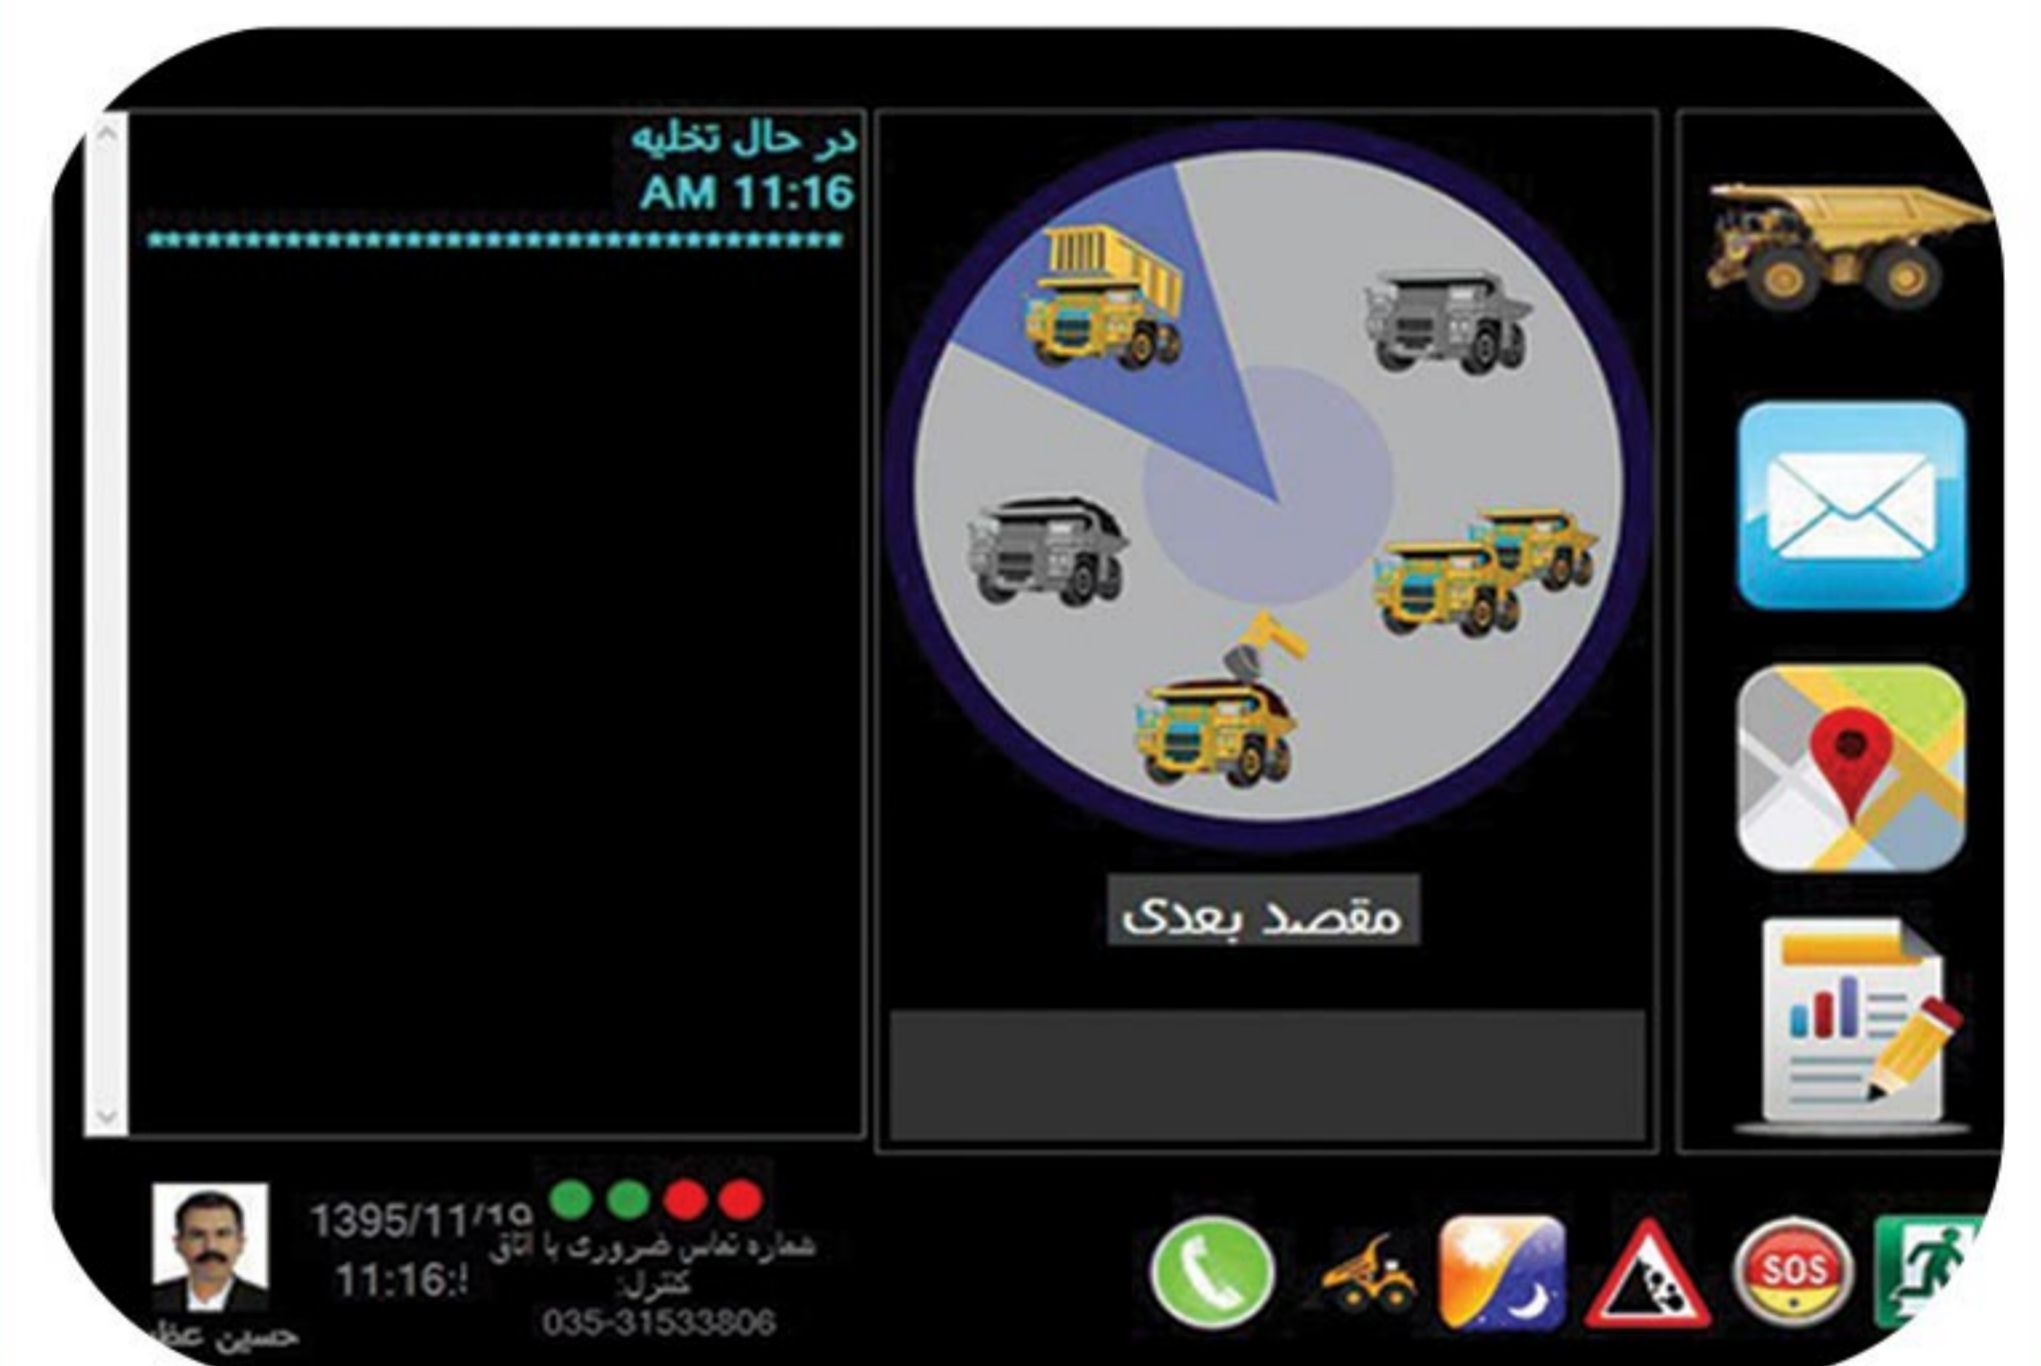 در حال تخلیه
AM 11:16
***********************************
مقصد بعدی
1395/11/19
11:16:
شماره تماس ضروری با اتاق
کنترل:
035-31533806
حسین
SOS